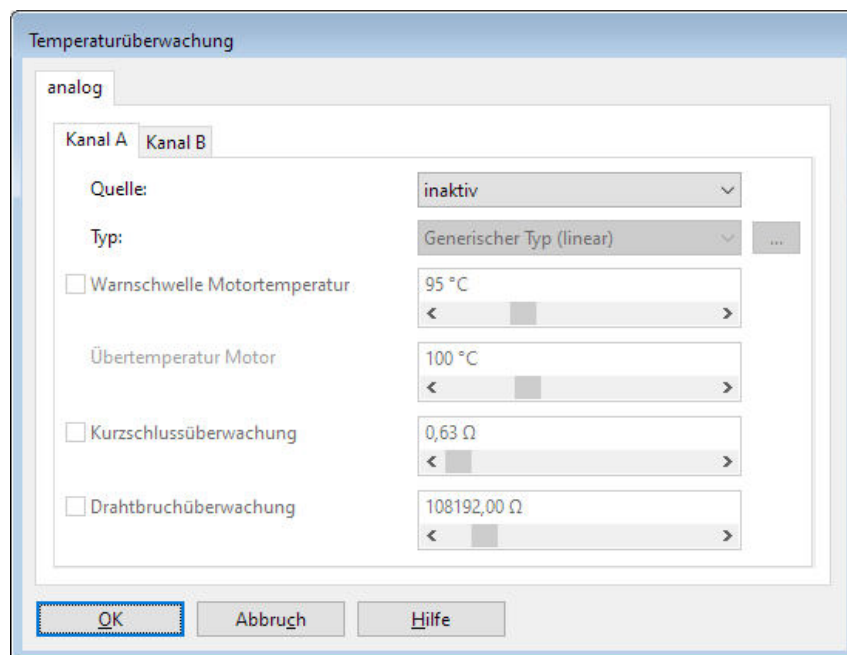 Temperaturüberwachung
analog
Kanal A Kanal B
Quelle: inaktiv
Typ: Generischer Typ (linear) ...
Warnschwelle Motortemperatur 95 °C
Übertemperatur Motor 100 °C
Kurzschlussüberwachung 0,63 Ω
Drahtbruchüberwachung 108192,00 Ω
OK Abbruch Hilfe